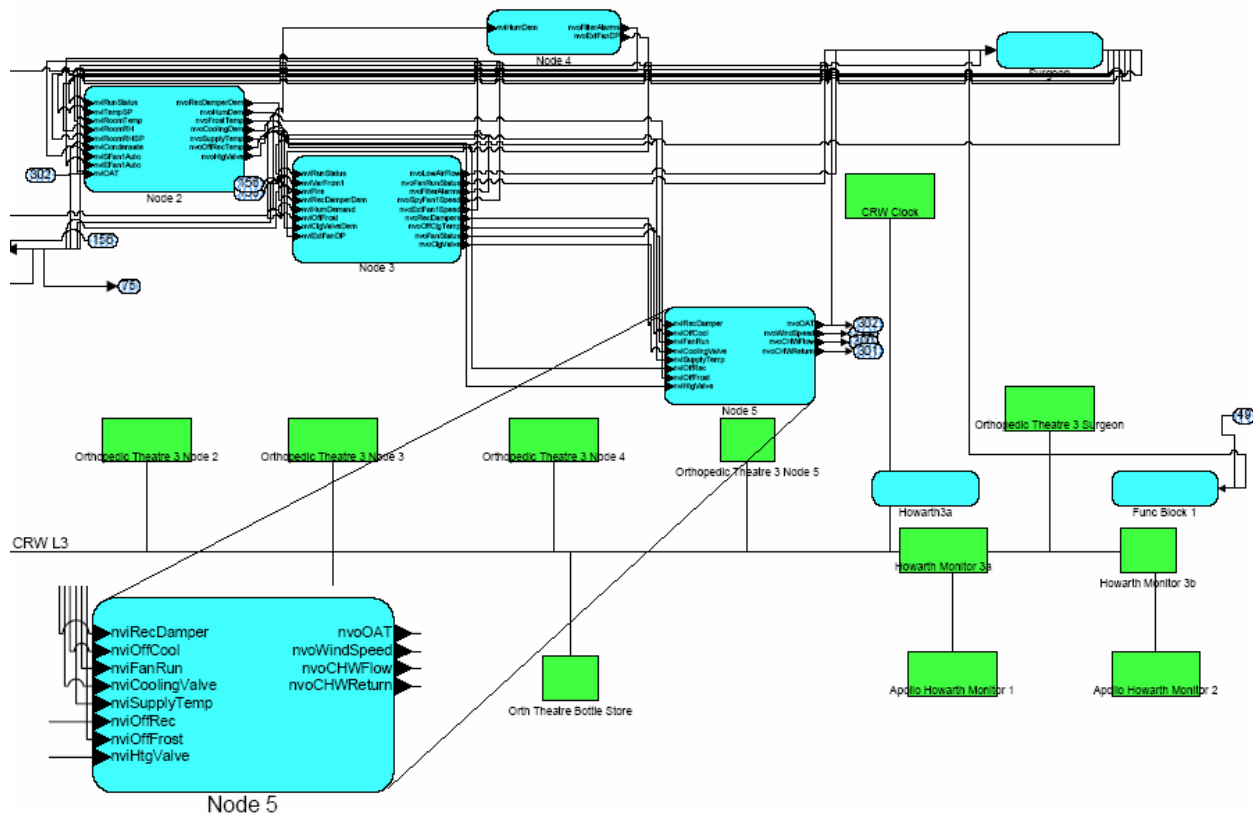 nviHumDem
nvoFilterAlarms
nvoExtFanDP
Node 4
Surgeon
nviRunStatus
nviTempSP
nviRoomTemp
nviRoomRH
nviRoomRHSP
nviCondensate
nviSFan1Auto
nviEFan1Auto
nviOAT
nvoRecDamperDem
nvoHumDem
nvoFrostTemp
nvoCoolingDem
nvoSupplyTemp
nvoOffRecTemp
nvoHtgValve
Node 2
302
156
75
nviRunStatus
nviVarFrom1
nviFire
nviRecDamperDem
nviHumDemand
nviOffFrost
nviClgValveDem
nviExtFanDP
nvoLowAirFlow
nvoFanRunStatus
nvoFilterAlarms
nvoSpyFan1Speed
nvoExtFan1Speed
nvoRecDampers
nvoOffClgTemp
nvoFanStatus
nvoClgValve
Node 3
CRW Clock
nviRecDamper
nviOffCool
nviFanRun
nviCoolingValve
nviSupplyTemp
nviOffRec
nviOffFrost
nviHtgValve
nvoOAT
nvoWindSpeed
nvoCHWFlow
nvoCHWReturn
Node 5
302
301
49
Orthopedic Theatre 3 Node 2
Orthopedic Theatre 3 Node 3
Orthopedic Theatre 3 Node 4
Orthopedic Theatre 3 Node 5
Orthopedic Theatre 3 Surgeon
Howarth3a
Func Block 1
CRW L3
Howarth Monitor 3a
Howarth Monitor 3b
nviRecDamper
nviOffCool
nviFanRun
nviCoolingValve
nviSupplyTemp
nviOffRec
nviOffFrost
nviHtgValve
nvoOAT
nvoWindSpeed
nvoCHWFlow
nvoCHWReturn
Node 5
Orth Theatre Bottle Store
Apollo Howarth Monitor 1
Apollo Howarth Monitor 2